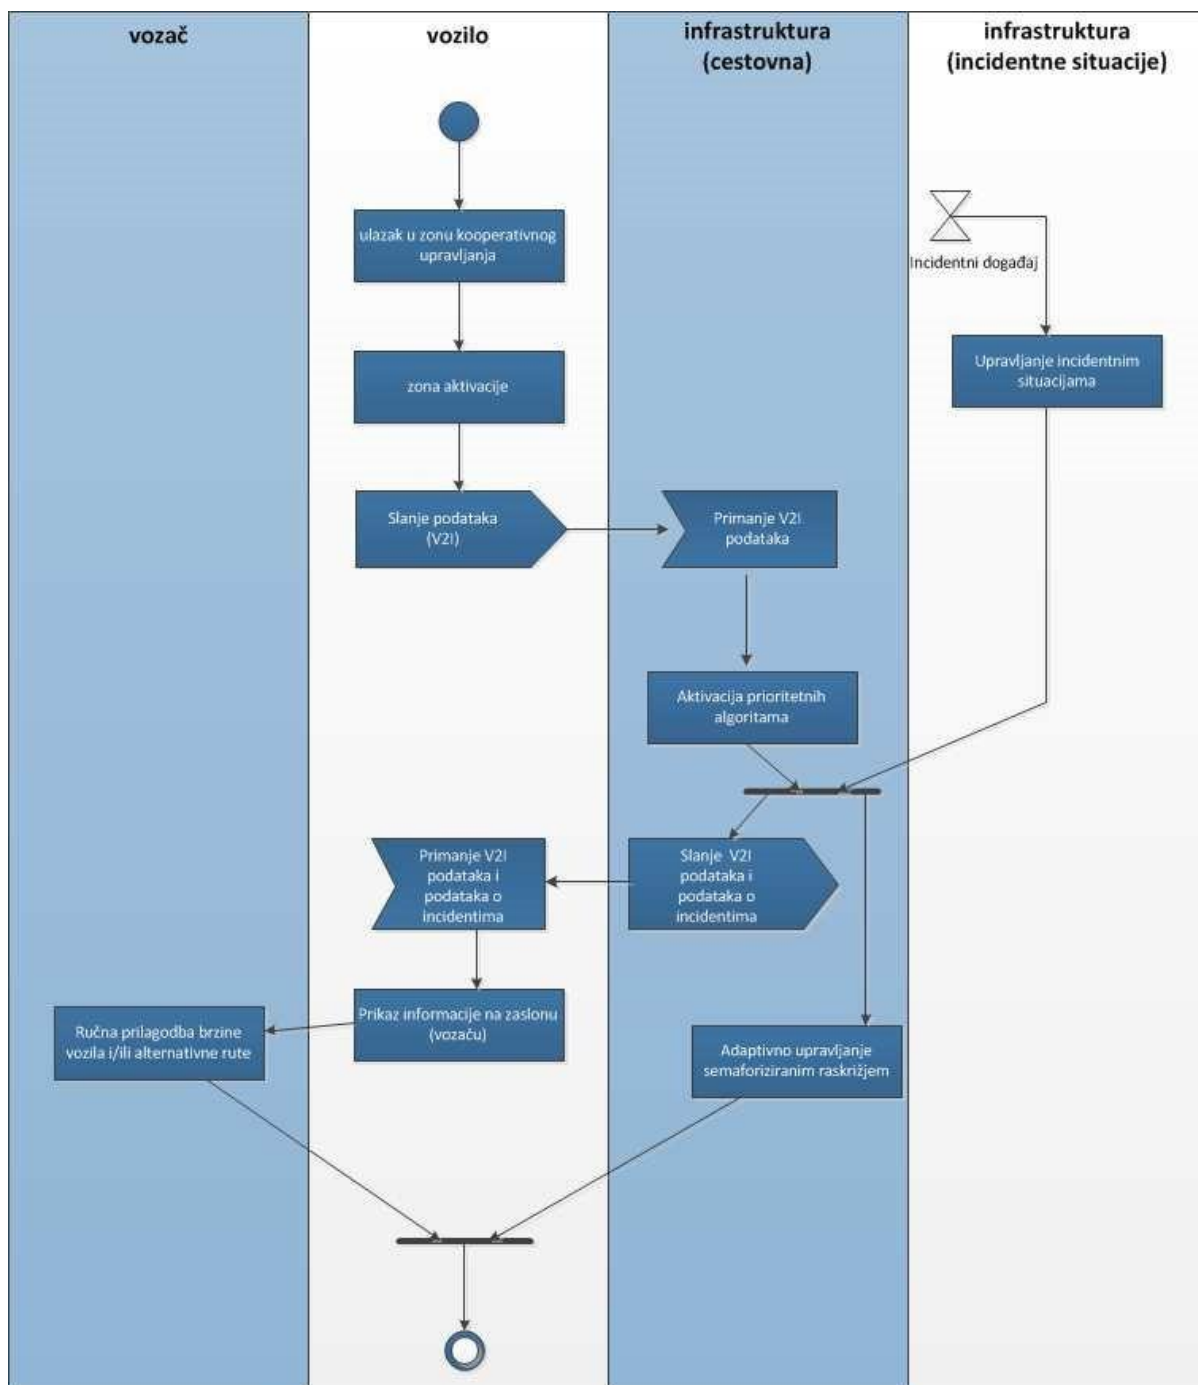 vozač
vozilo
infrastruktura
(cestovna)
infrastruktura
(incidentne situacije)
ulazak u zonu kooperativnog
upravljanja
Incidentni događaj
zona aktivacije
Upravljanje incidentnim
situacijama
Slanje podataka
(V2I)
Primanje V2I
podataka
Aktivacija prioritetnih
algoritama
Primanje V2I
podataka i
podataka o
incidentima
Slanje V2I
podataka i
podataka o
incidentima
Prikaz informacije na zaslonu
(vozaču)
Ručna prilagodba brzine
vozila i/ili alternativne rute
Adaptivno upravljanje
semaforiziranim raskrižjem